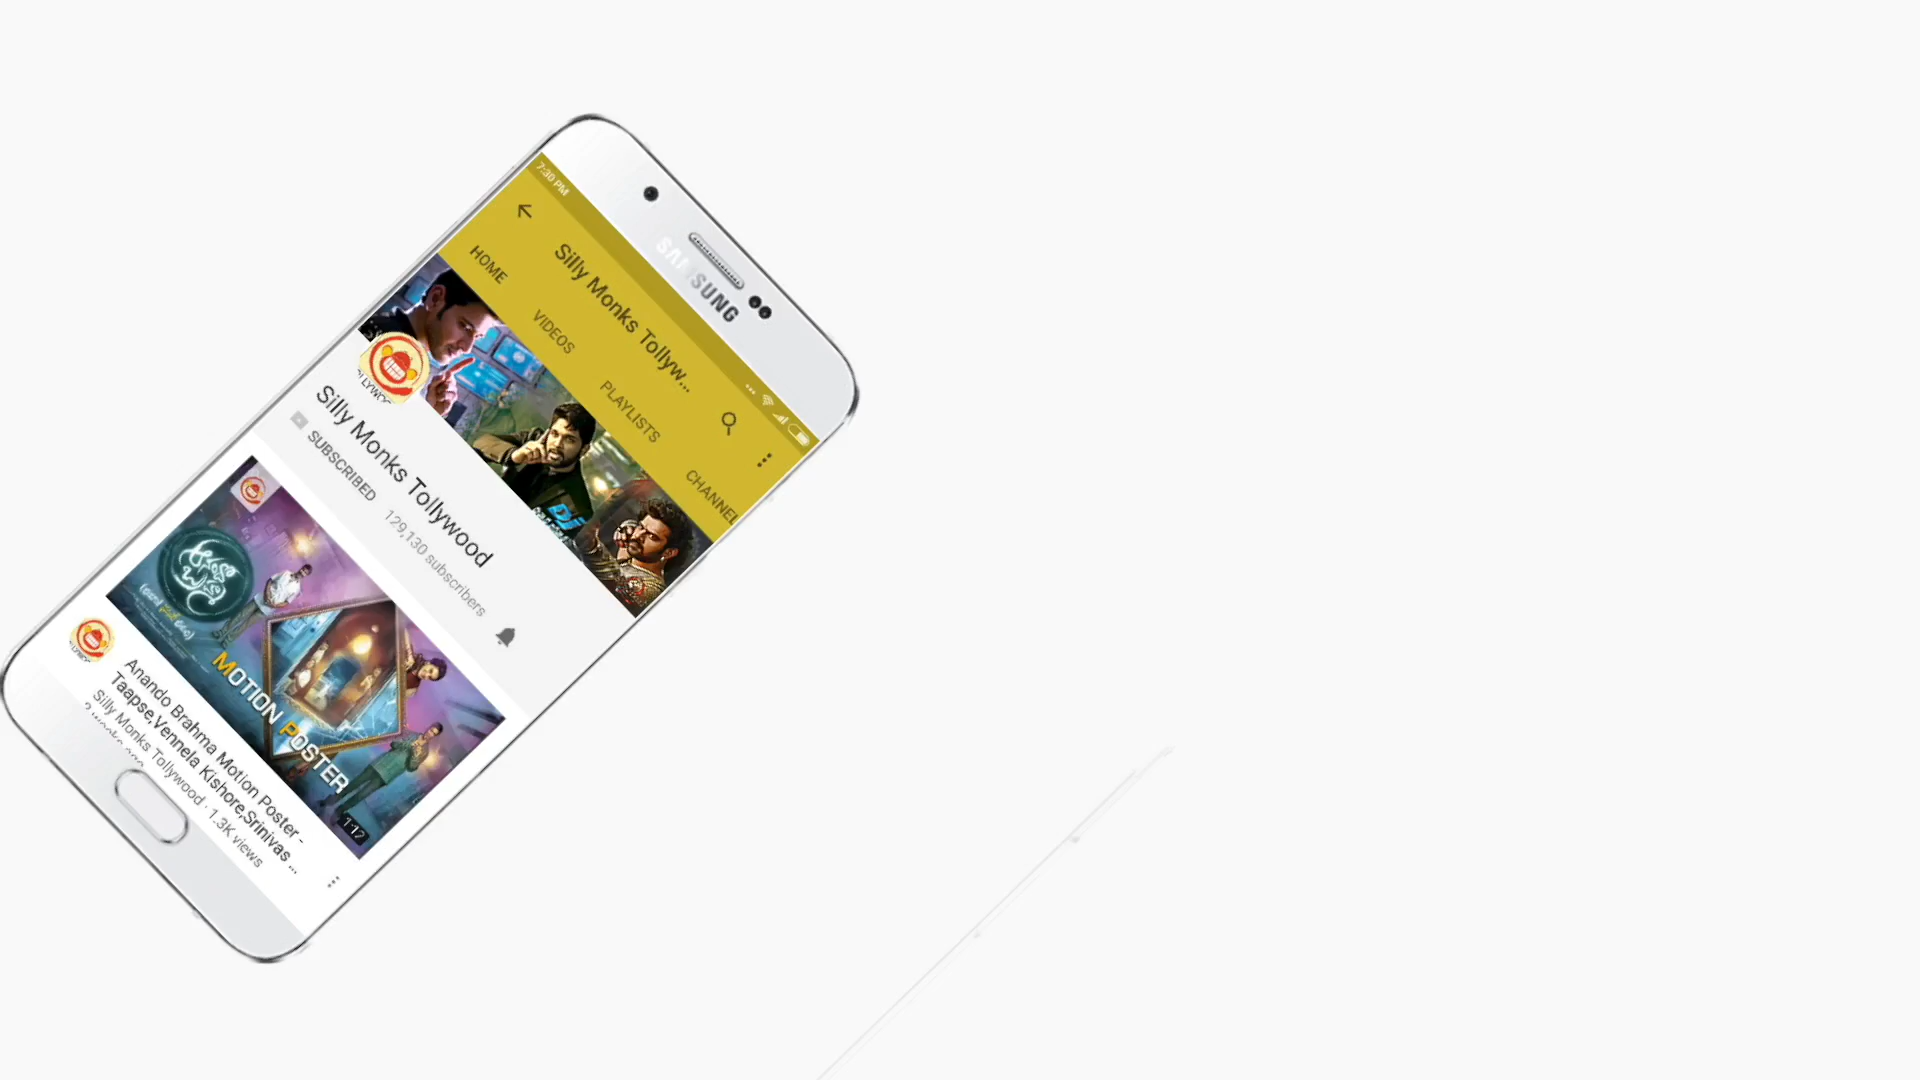 SAMSUNG
7:30 PM
Silly Monks Tollyw...
HOME VIDEOS PLAYLISTS CHANNEL
Silly Monks Tollywood
SUBSCRIBED 129,130 subscribers
MOTION POSTER
1:12
Anando Brahma Motion Poster -
Taapse,Vennela Kishore,Srinivas ...
Silly Monks Tollywood · 1.3K views